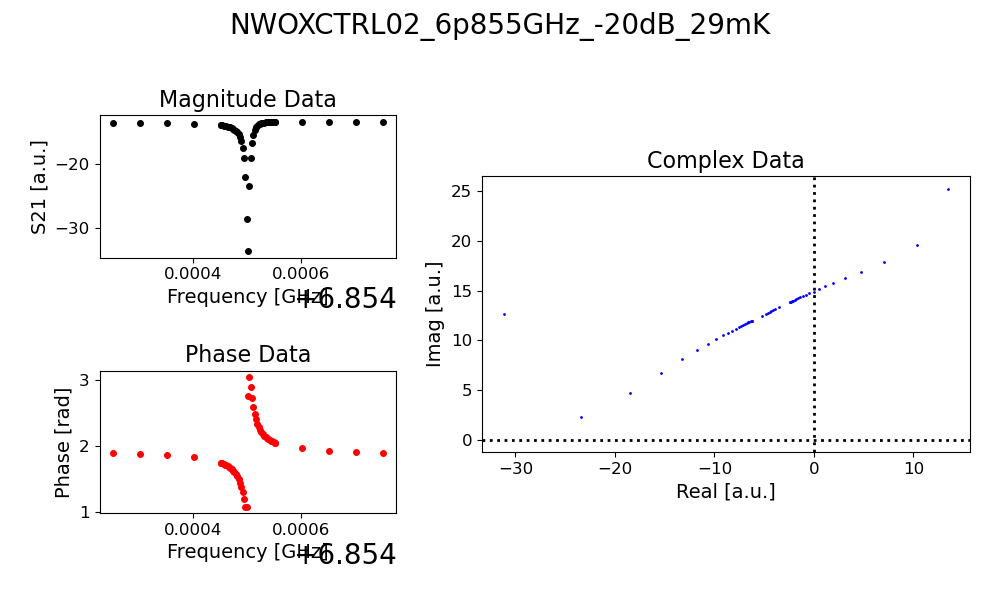 NWOXCTRL02_6p855GHz_-20dB_29mK
Magnitude Data
S21 [a.u.]
−20
−30
0.0004 0.0006
Frequency [GHz]
+6.854
Phase Data
Phase [rad]
3
2
1
0.0004 0.0006
Frequency [GHz]
+6.854
Complex Data
Imag [a.u.]
25
20
15
10
5
0
−30 −20 −10 0 10
Real [a.u.]